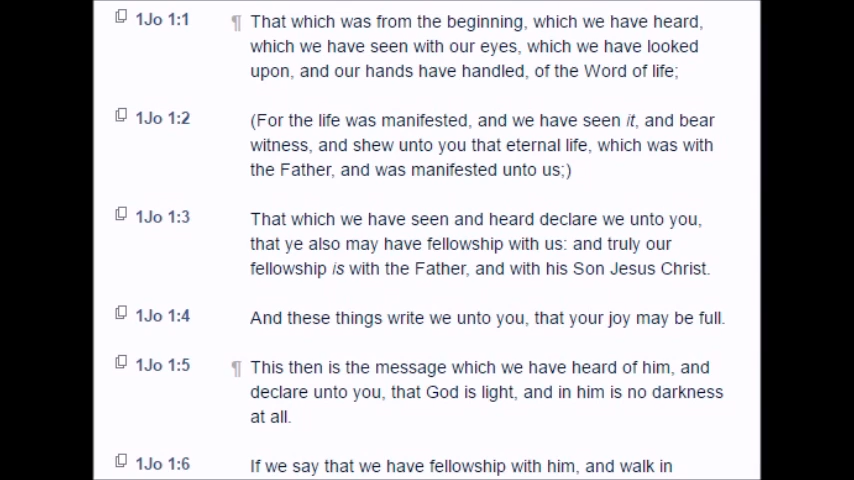 1Jo 1:1 ¶ That which was from the beginning, which we have heard,
which we have seen with our eyes, which we have looked
upon, and our hands have handled, of the Word of life;
1Jo 1:2 (For the life was manifested, and we have seen it, and bear
witness, and shew unto you that eternal life, which was with
the Father, and was manifested unto us;)
1Jo 1:3 That which we have seen and heard declare we unto you,
that ye also may have fellowship with us: and truly our
fellowship is with the Father, and with his Son Jesus Christ.
1Jo 1:4 And these things write we unto you, that your joy may be full.
1Jo 1:5 ¶ This then is the message which we have heard of him, and
declare unto you, that God is light, and in him is no darkness
at all.
1Jo 1:6 If we say that we have fellowship with him, and walk in